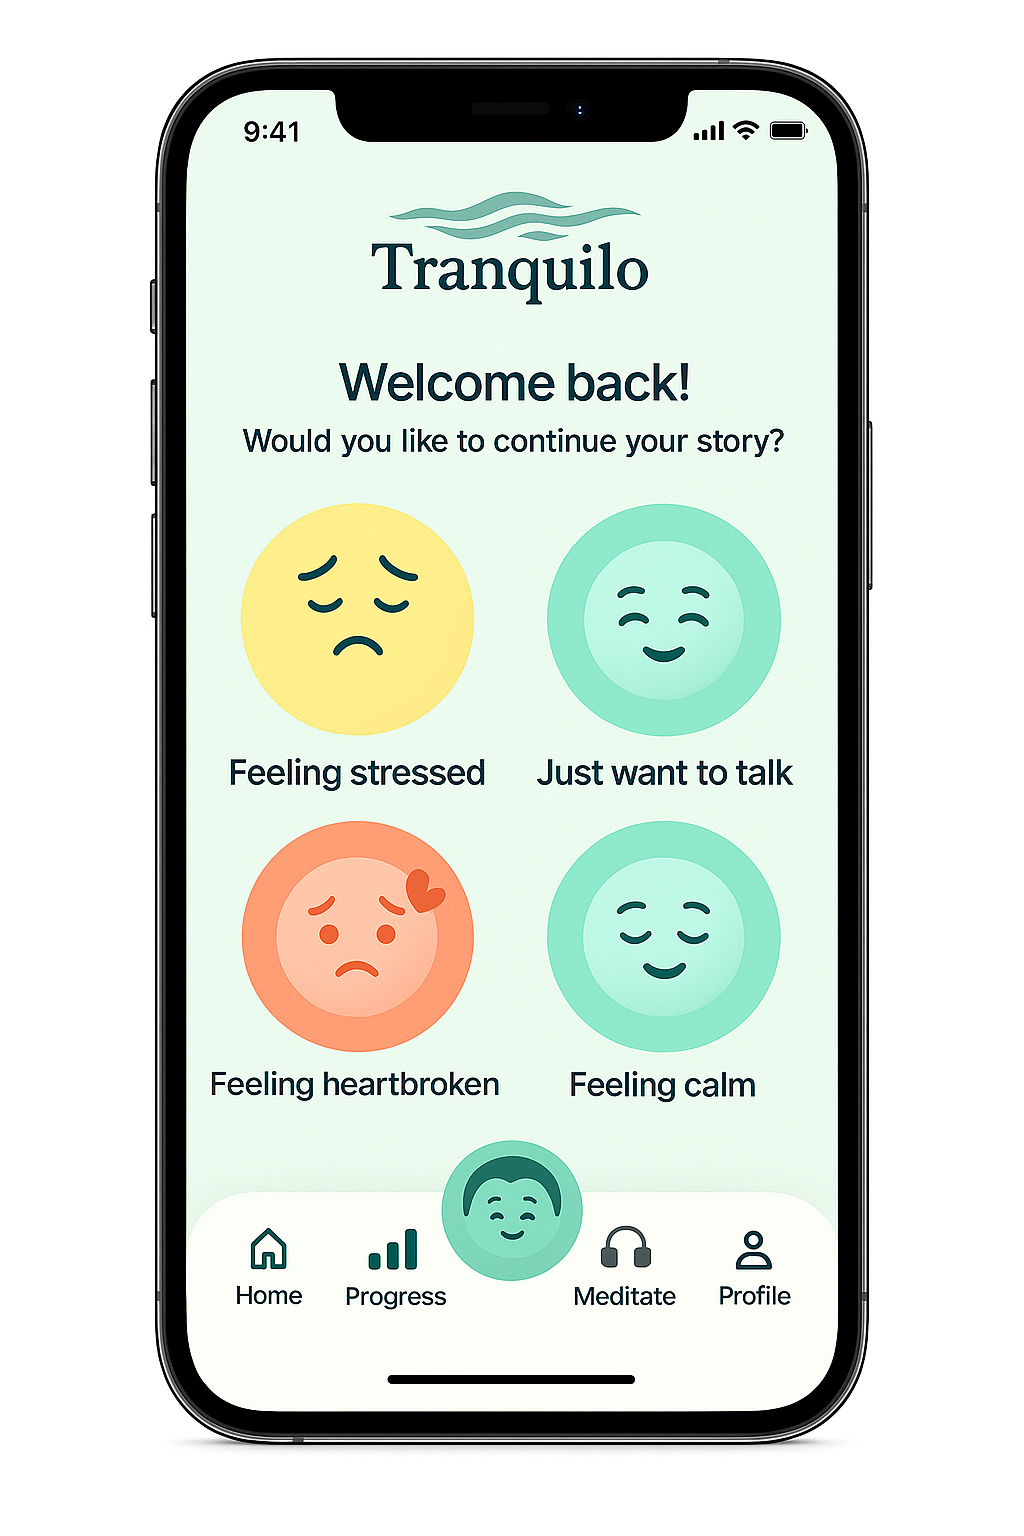 9:41
Tranquilo
Welcome back!
Would you like to continue your story?
Feeling stressed
Just want to talk
Feeling heartbroken
Feeling calm
Home
Progress
Meditate
Profile